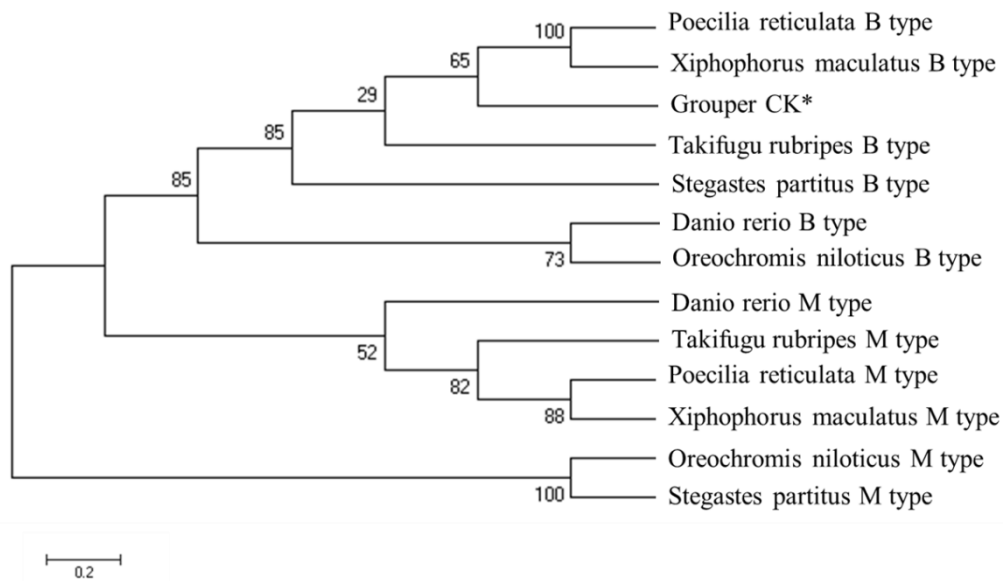 Poecilia reticulata B type
100
Xiphophorus maculatus B type
65
Grouper CK*
29
Takifugu rubripes B type
85
Stegastes partitus B type
85
Danio rerio B type
73
Oreochromis niloticus B type
Danio rerio M type
52
Takifugu rubripes M type
82
Poecilia reticulata M type
88
Xiphophorus maculatus M type
Oreochromis niloticus M type
100
Stegastes partitus M type
0.2